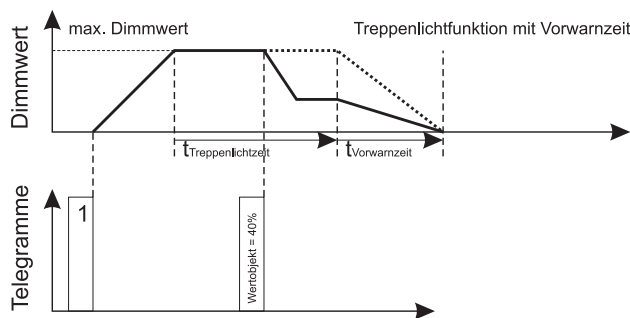 max. Dimmwert
Treppenlichtfunktion mit Vorwarnzeit
Dimmwert
tTreppenlichtzeit
tVorwarnzeit
Telegramme
1
Wertobjekt = 40%